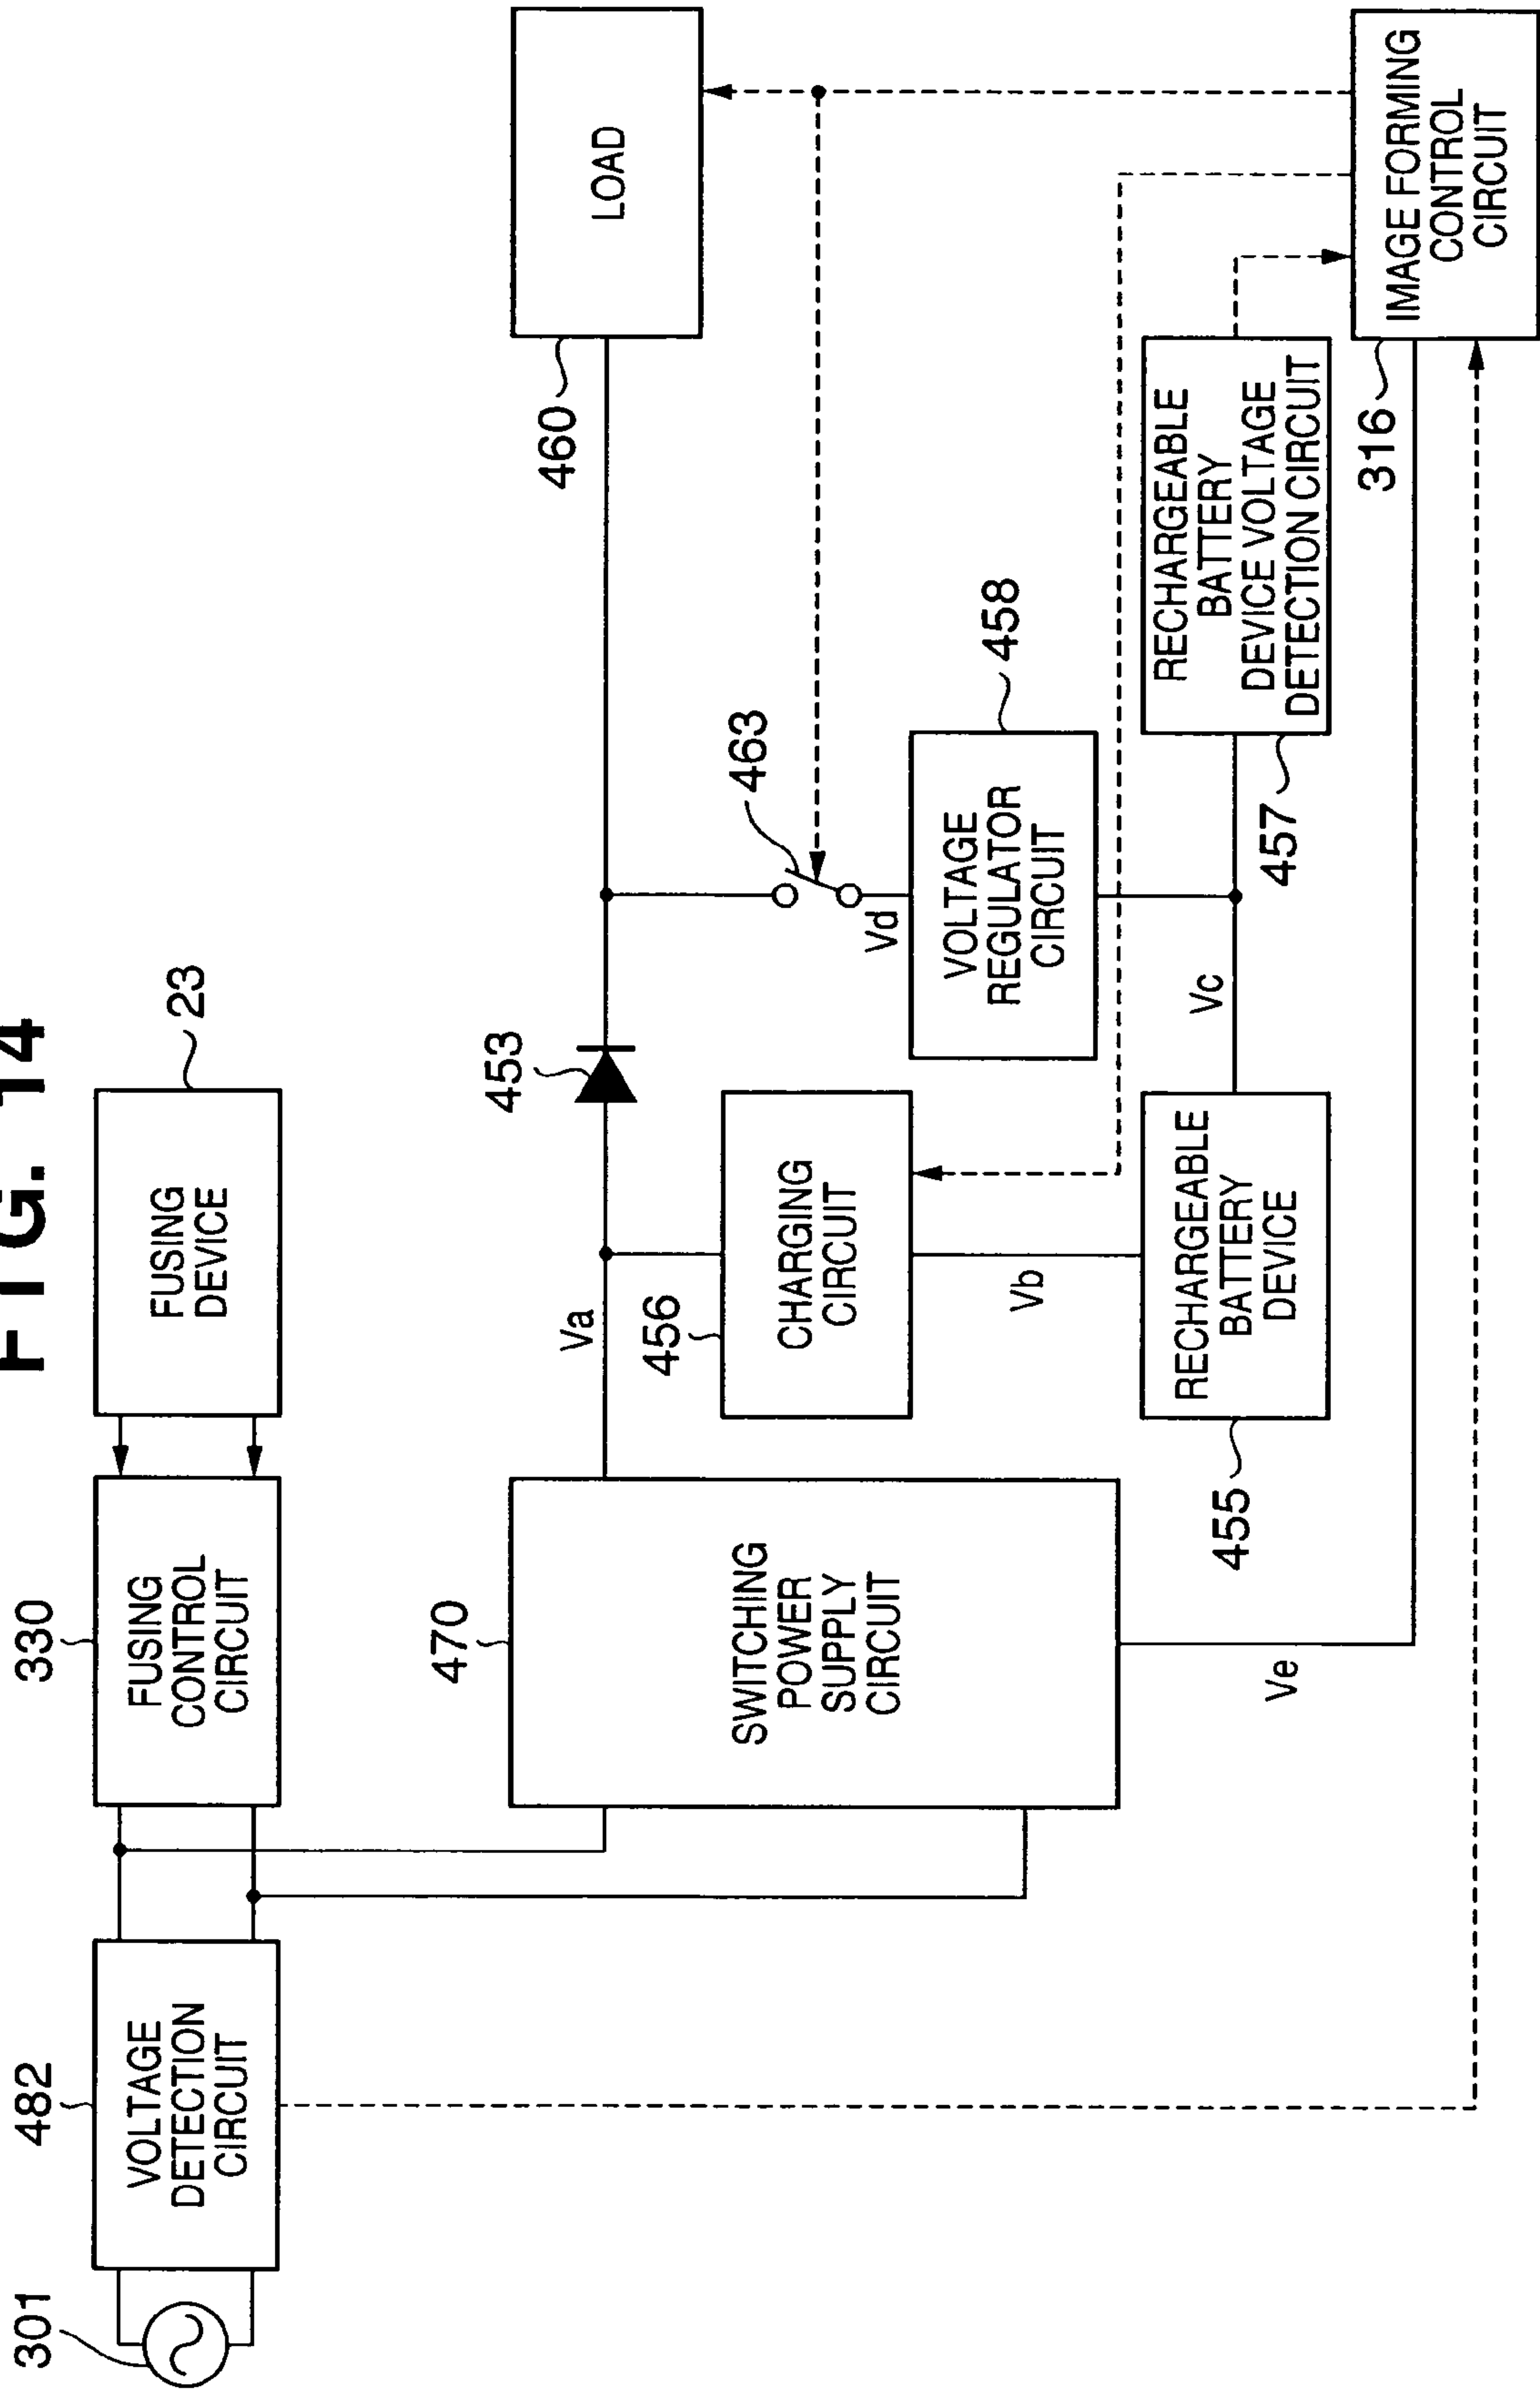 FIG. 14
301
482
VOLTAGE
DETECTION
CIRCUIT
330
FUSING
CONTROL
CIRCUIT
FUSING
DEVICE
23
470
SWITCHING
POWER
SUPPLY
CIRCUIT
Va
453
460
LOAD
456
CHARGING
CIRCUIT
463
Vd
VOLTAGE
REGULATOR
CIRCUIT
458
Vb
455
RECHARGEABLE
BATTERY
DEVICE
Vc
457
RECHARGEABLE
BATTERY
DEVICE VOLTAGE
DETECTION CIRCUIT
Ve
316
IMAGE FORMING
CONTROL
CIRCUIT